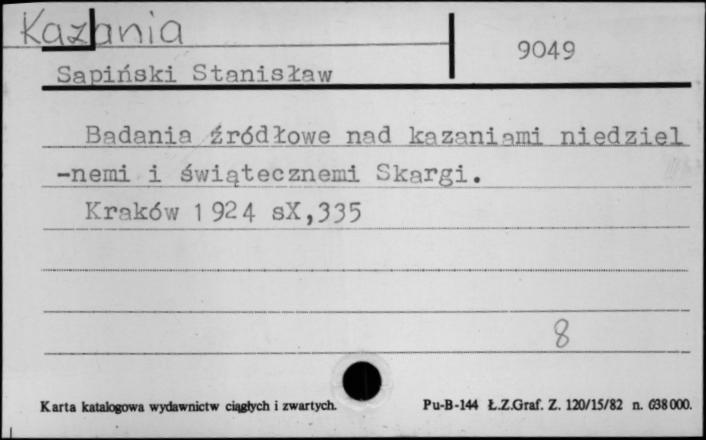 Kazania
9049
Sapiński Stanisław
Badania źródłowe nad kazaniami niedziel
-nemi i świątecznemi Skargi.
Kraków 1924 sX,335
8
Karta katalogowa wydawnictw ciągłych i zwartych.
Pu-B-144 Ł.Z.Graf. Z. 120/15/82 n. 638000.